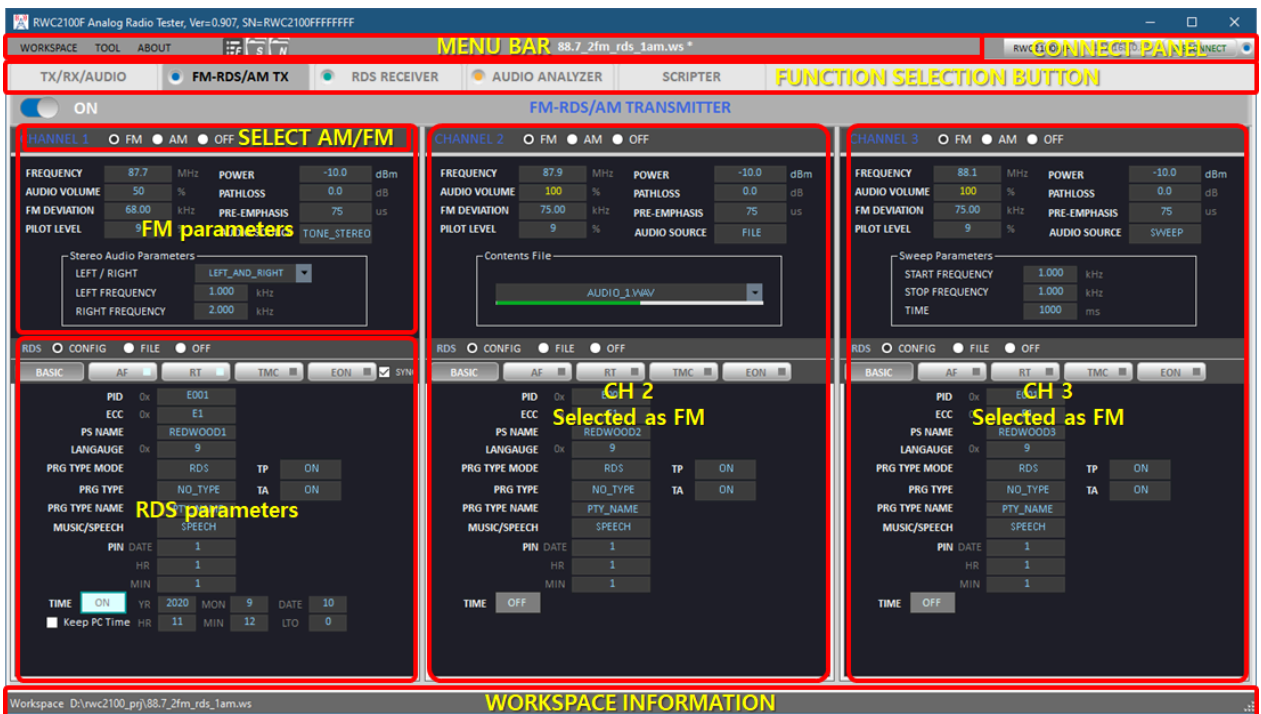 RWC2100F Analog Radio Tester, Ver=0.907, SN=RWC2100FFFFFFFF
WORKSPACE TOOL ABOUT F S N MENU BAR 88.7_2fm_rds_1am.ws * CONNECT PANEL
TX/RX/AUDIO FM-RDS/AM TX RDS RECEIVER AUDIO ANALYZER SCRIPTER FUNCTION SELECTION BUTTON
ON FM-RDS/AM TRANSMITTER
CHANNEL 1 FM AM OFF SELECT AM/FM
FREQUENCY 87.7 MHz POWER -10.0 dBm
AUDIO VOLUME 50 % PATHLOSS 0.0 dB
FM DEVIATION 68.00 kHz PRE-EMPHASIS 75 us
PILOT LEVEL 9 TONE_STEREO
FM parameters
Stereo Audio Parameters
LEFT / RIGHT LEFT_AND_RIGHT
LEFT FREQUENCY 1.000 kHz
RIGHT FREQUENCY 2.000 kHz
RDS CONFIG FILE OFF
BASIC AF RT TMC EON SYNC
PID 0x E001
ECC 0x E1
PS NAME REDWOOD1
LANGAUGE 0x 9
PRG TYPE MODE RDS TP ON
PRG TYPE NO_TYPE TA ON
PRG TYPE NAME
RDS parameters
MUSIC/SPEECH SPEECH
PIN DATE 1
HR 1
MIN 1
TIME ON YR 2020 MON 9 DATE 10
Keep PC Time HR 11 MIN 12 LTO 0
CHANNEL 2 FM AM OFF
FREQUENCY 87.9 MHz POWER -10.0 dBm
AUDIO VOLUME 100 % PATHLOSS 0.0 dB
FM DEVIATION 75.00 kHz PRE-EMPHASIS 75 us
PILOT LEVEL 9 % AUDIO SOURCE FILE
Contents File
AUDIO_1.WAV
RDS CONFIG FILE OFF
BASIC AF RT TMC EON
PID 0x
CH 2
ECC
Selected as FM
PS NAME REDWOOD2
LANGAUGE 0x 9
PRG TYPE MODE RDS TP ON
PRG TYPE NO_TYPE TA ON
PRG TYPE NAME PTY_NAME
MUSIC/SPEECH SPEECH
PIN DATE 1
HR 1
MIN 1
TIME OFF
CHANNEL 3 FM AM OFF
FREQUENCY 88.1 MHz POWER -10.0 dBm
AUDIO VOLUME 100 % PATHLOSS 0.0 dB
FM DEVIATION 75.00 kHz PRE-EMPHASIS 75 us
PILOT LEVEL 9 % AUDIO SOURCE SWEEP
Sweep Parameters
START FREQUENCY 1.000 kHz
STOP FREQUENCY 1.000 kHz
TIME 1000 ms
RDS CONFIG FILE OFF
BASIC AF RT TMC EON
PID 0x
CH 3
ECC
Selected as FM
PS NAME REDWOOD3
LANGAUGE 0x 9
PRG TYPE MODE RDS TP ON
PRG TYPE NO_TYPE TA ON
PRG TYPE NAME PTY_NAME
MUSIC/SPEECH SPEECH
PIN DATE 1
HR 1
MIN 1
TIME OFF
Workspace D:\rwc2100_prj\88.7_2fm_rds_1am.ws WORKSPACE INFORMATION